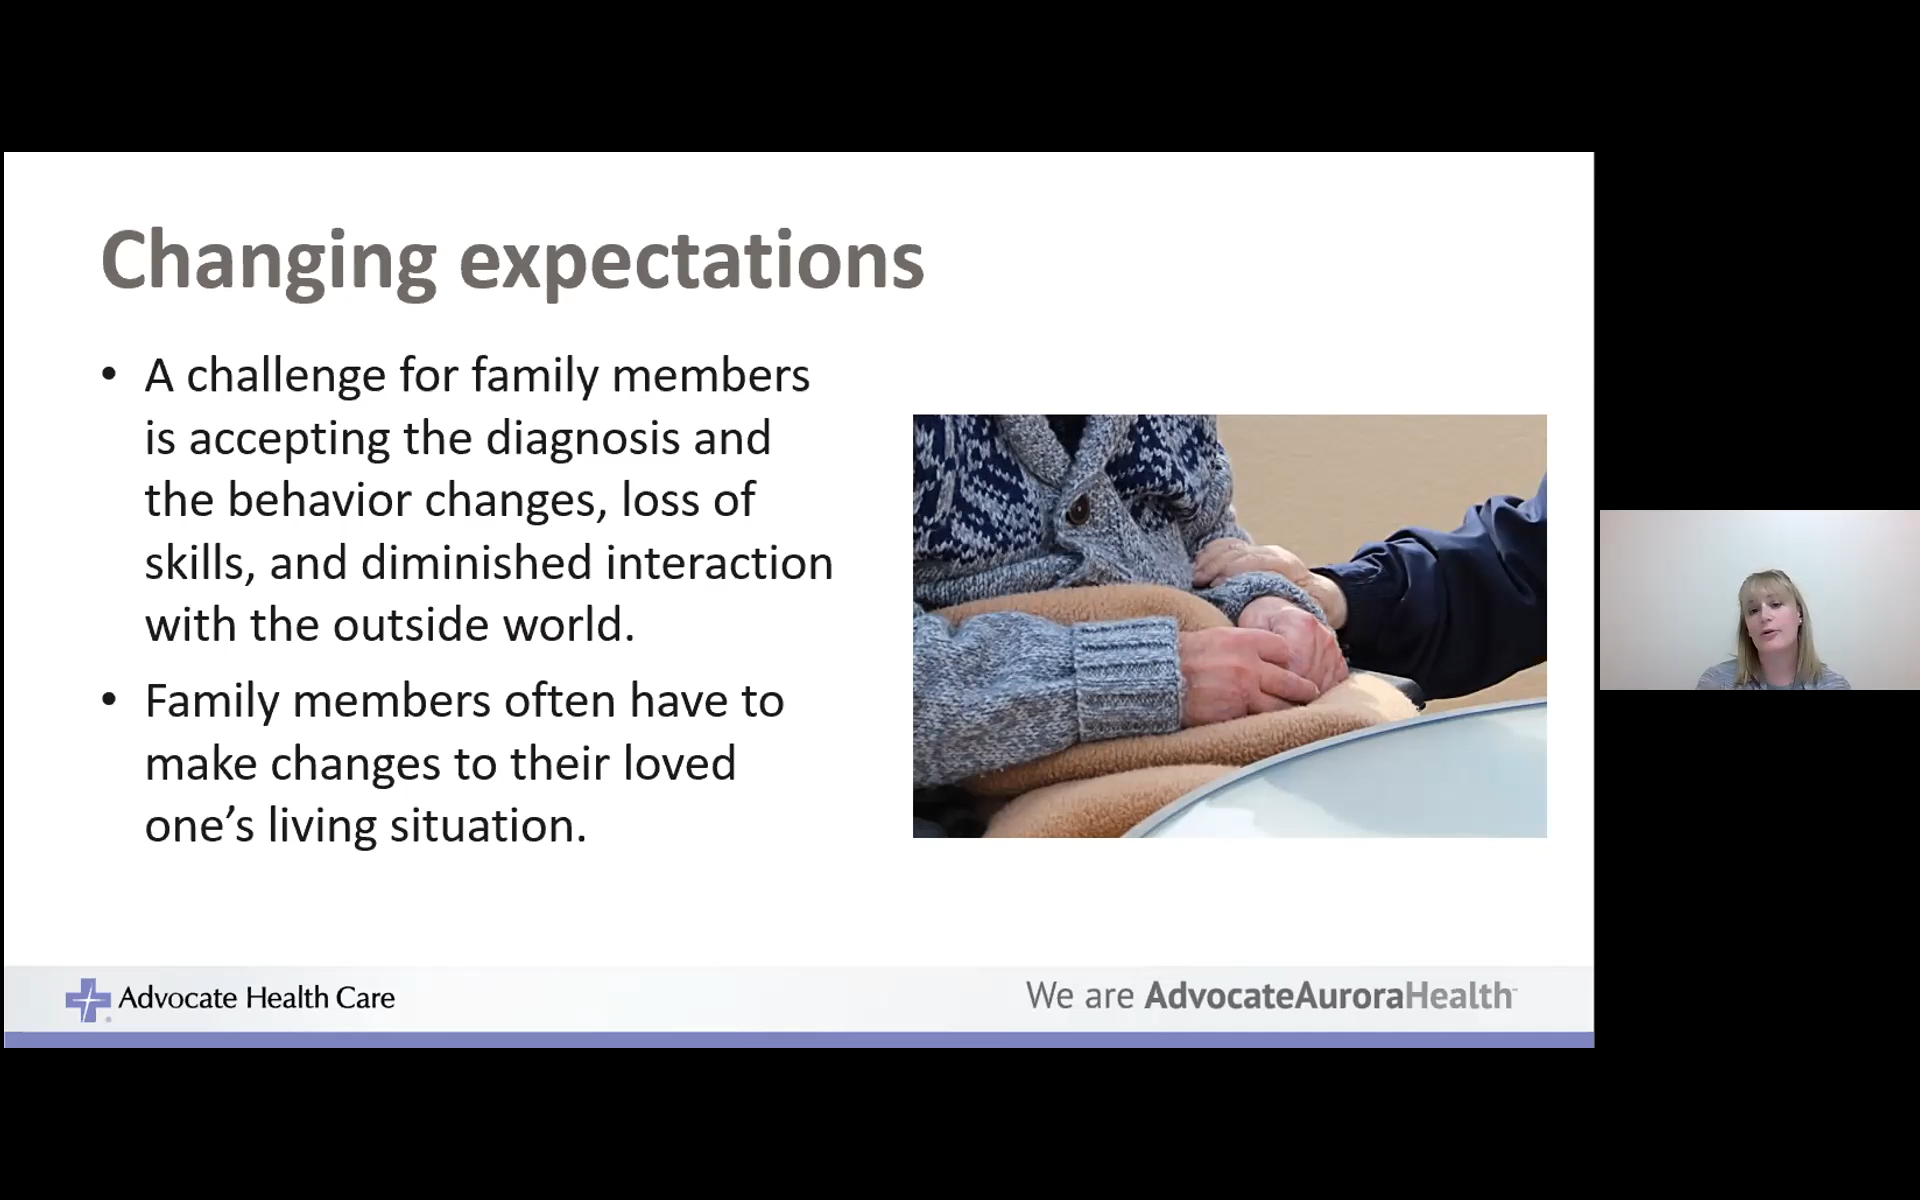 Changing expectations
• A challenge for family members
is accepting the diagnosis and
the behavior changes, loss of
skills, and diminished interaction
with the outside world.
• Family members often have to
make changes to their loved
one’s living situation.
Advocate Health Care
We are AdvocateAuroraHealth